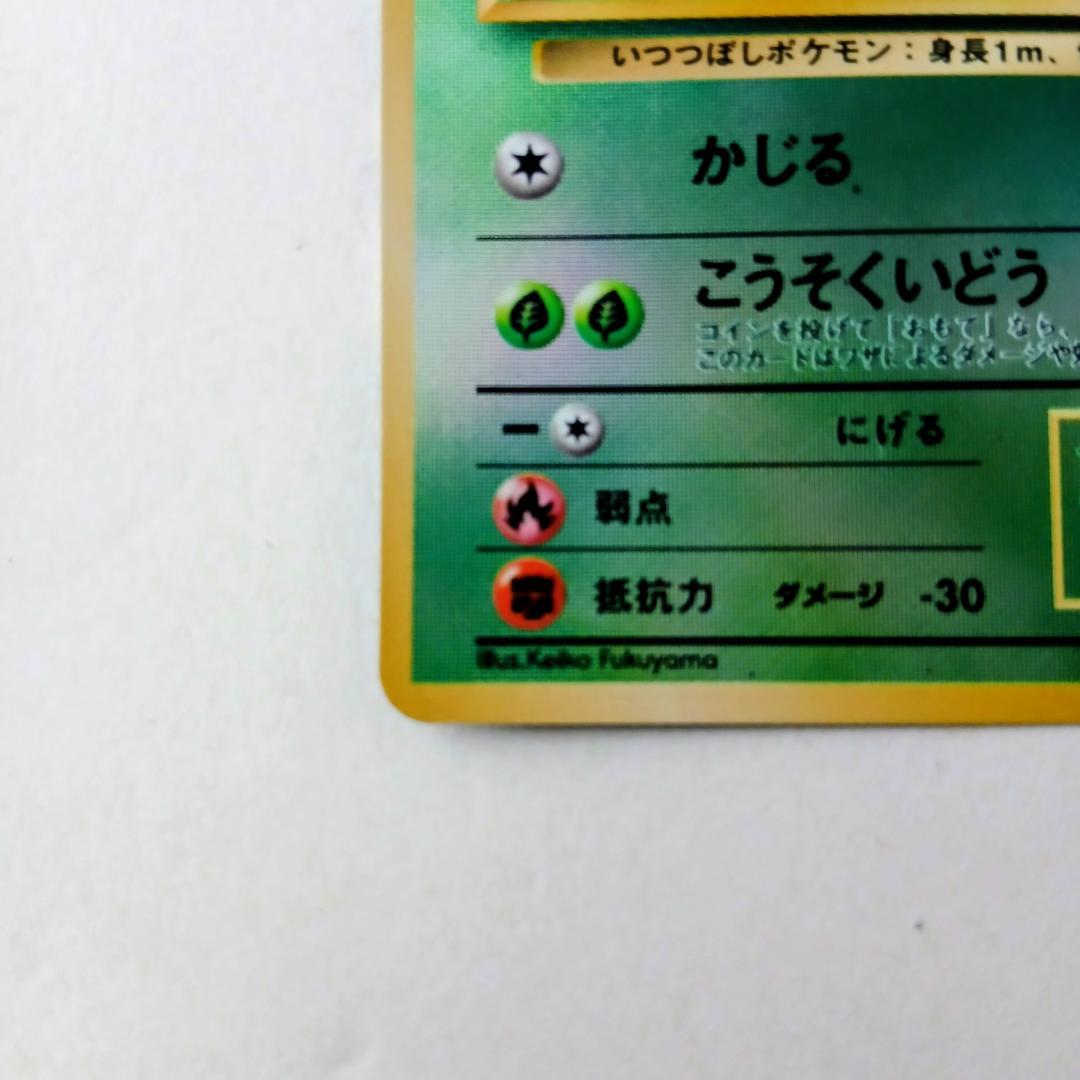 いつつぼしポケモン：身長1m、
かじる
こうそくいどう
コインを投げて「おもて」なら、
このカードはワザによるダメージや
にげる
弱点
抵抗力 ダメージ -30
Illus.Keiko Fukuyama